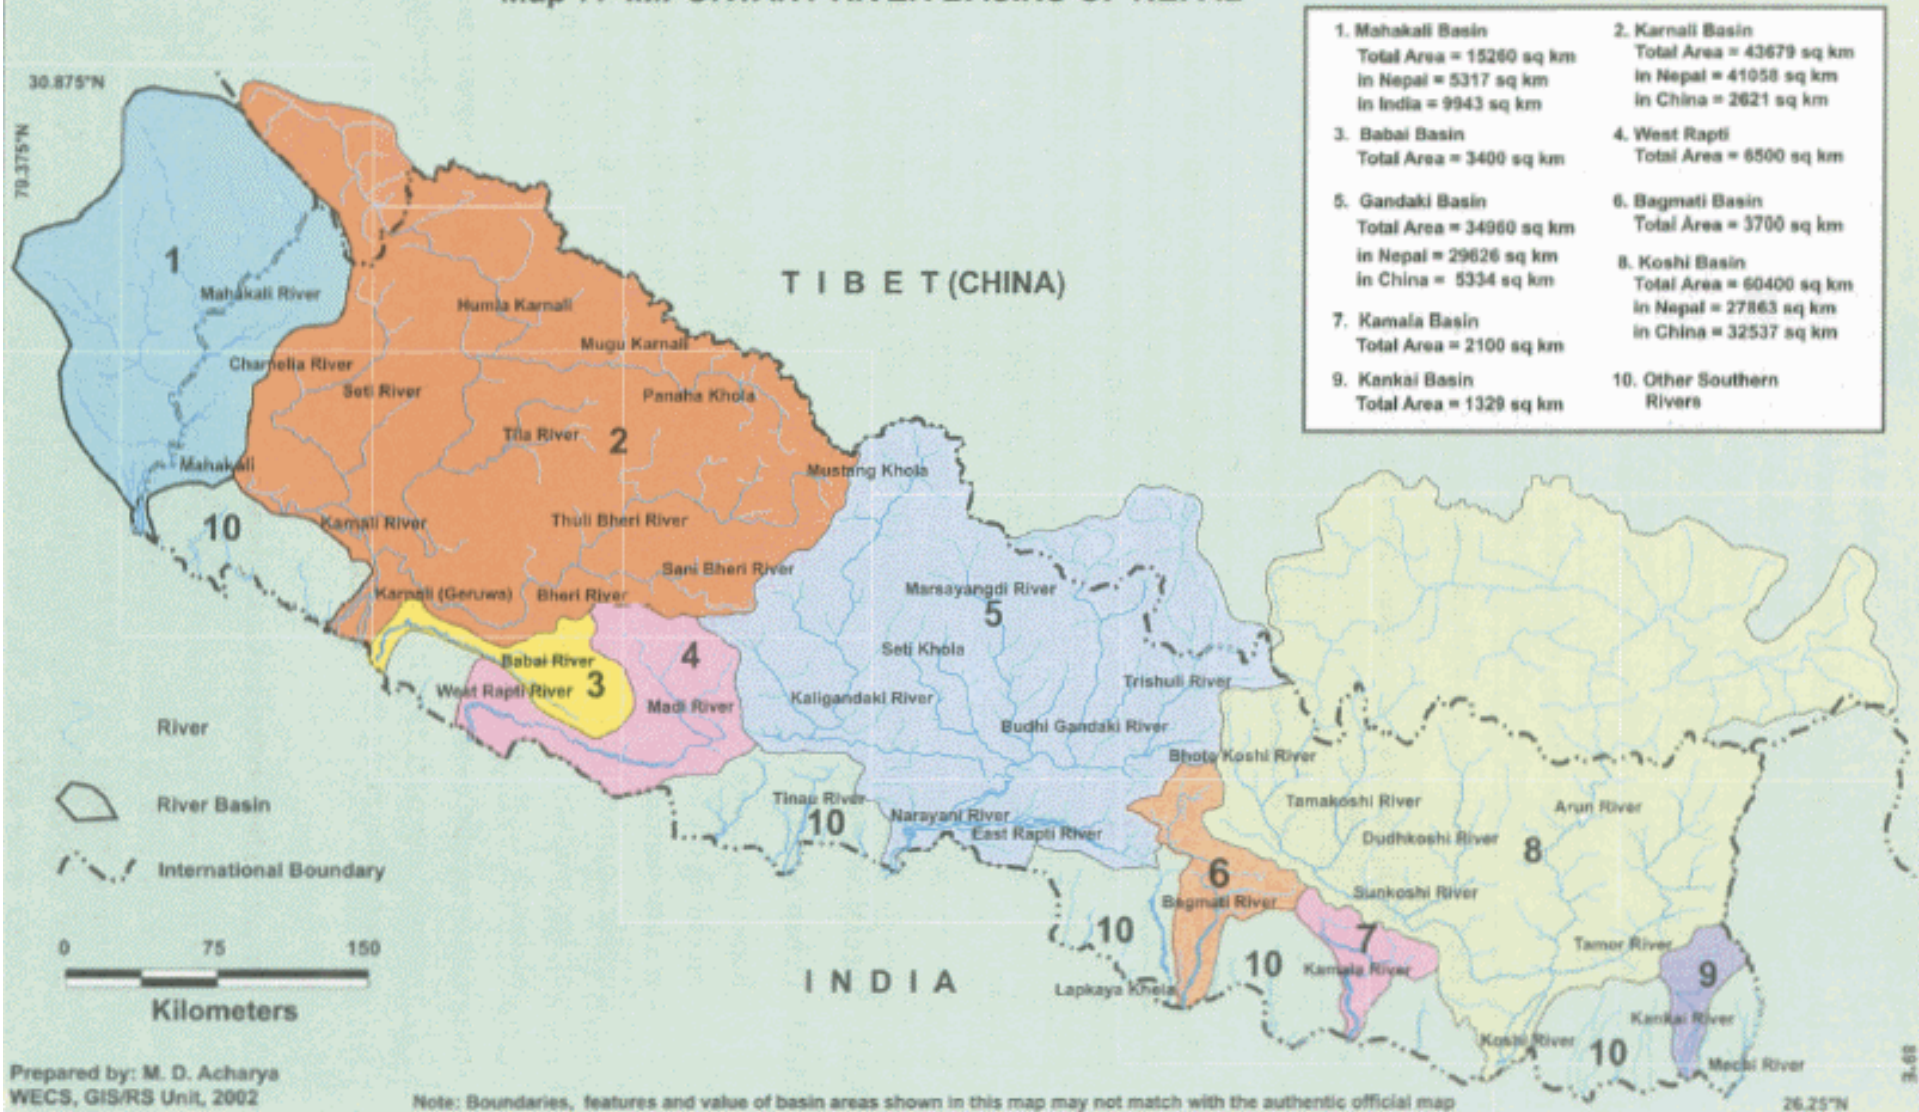 RIVER BASINS OF NEPAL
1. Mahakali Basin
Total Area = 15260 sq km
in Nepal = 5317 sq km
in India = 9943 sq km
2. Karnali Basin
Total Area = 43679 sq km
in Nepal = 41058 sq km
in China = 2621 sq km
3. Babai Basin
Total Area = 3400 sq km
4. West Rapti
Total Area = 6500 sq km
5. Gandaki Basin
Total Area = 34960 sq km
in Nepal = 29626 sq km
in China = 5334 sq km
6. Bagmati Basin
Total Area = 3700 sq km
7. Kamala Basin
Total Area = 2100 sq km
8. Koshi Basin
Total Area = 60400 sq km
in Nepal = 27863 sq km
in China = 32537 sq km
9. Kankai Basin
Total Area = 1329 sq km
10. Other Southern
Rivers
30.875°N
79.375°N
TIBET (CHINA)
1
Mahakali River
Humla Karnali
Mugu Karnali
Chamelia River
Seti River
Panaha Khola
Tila River
2
Mahakali
Mustang Khola
10
Karnali River
Thuli Bheri River
Sani Bheri River
Karnali (Geruwa)
Bheri River
Marsayangdi River
5
Babai River
4
Seti Khola
West Rapti River
3
Madi River
Kaligandaki River
Trishuli River
Budhi Gandaki River
Bhote Koshi River
River
River Basin
International Boundary
Tinau River
10
Narayani River
East Rapti River
Tamakoshi River
Arun River
Dudhkoshi River
8
6
Bagmati River
Sunkoshi River
10
7
Tamor River
10
Kamala River
9
Lapkaya Khola
Kankai River
Koshi River
10
Mechi River
INDIA
0 75 150
Kilometers
Prepared by: M. D. Acharya
WECS, GIS/RS Unit, 2002
Note: Boundaries, features and value of basin areas shown in this map may not match with the authentic official map
89°E
26.25°N